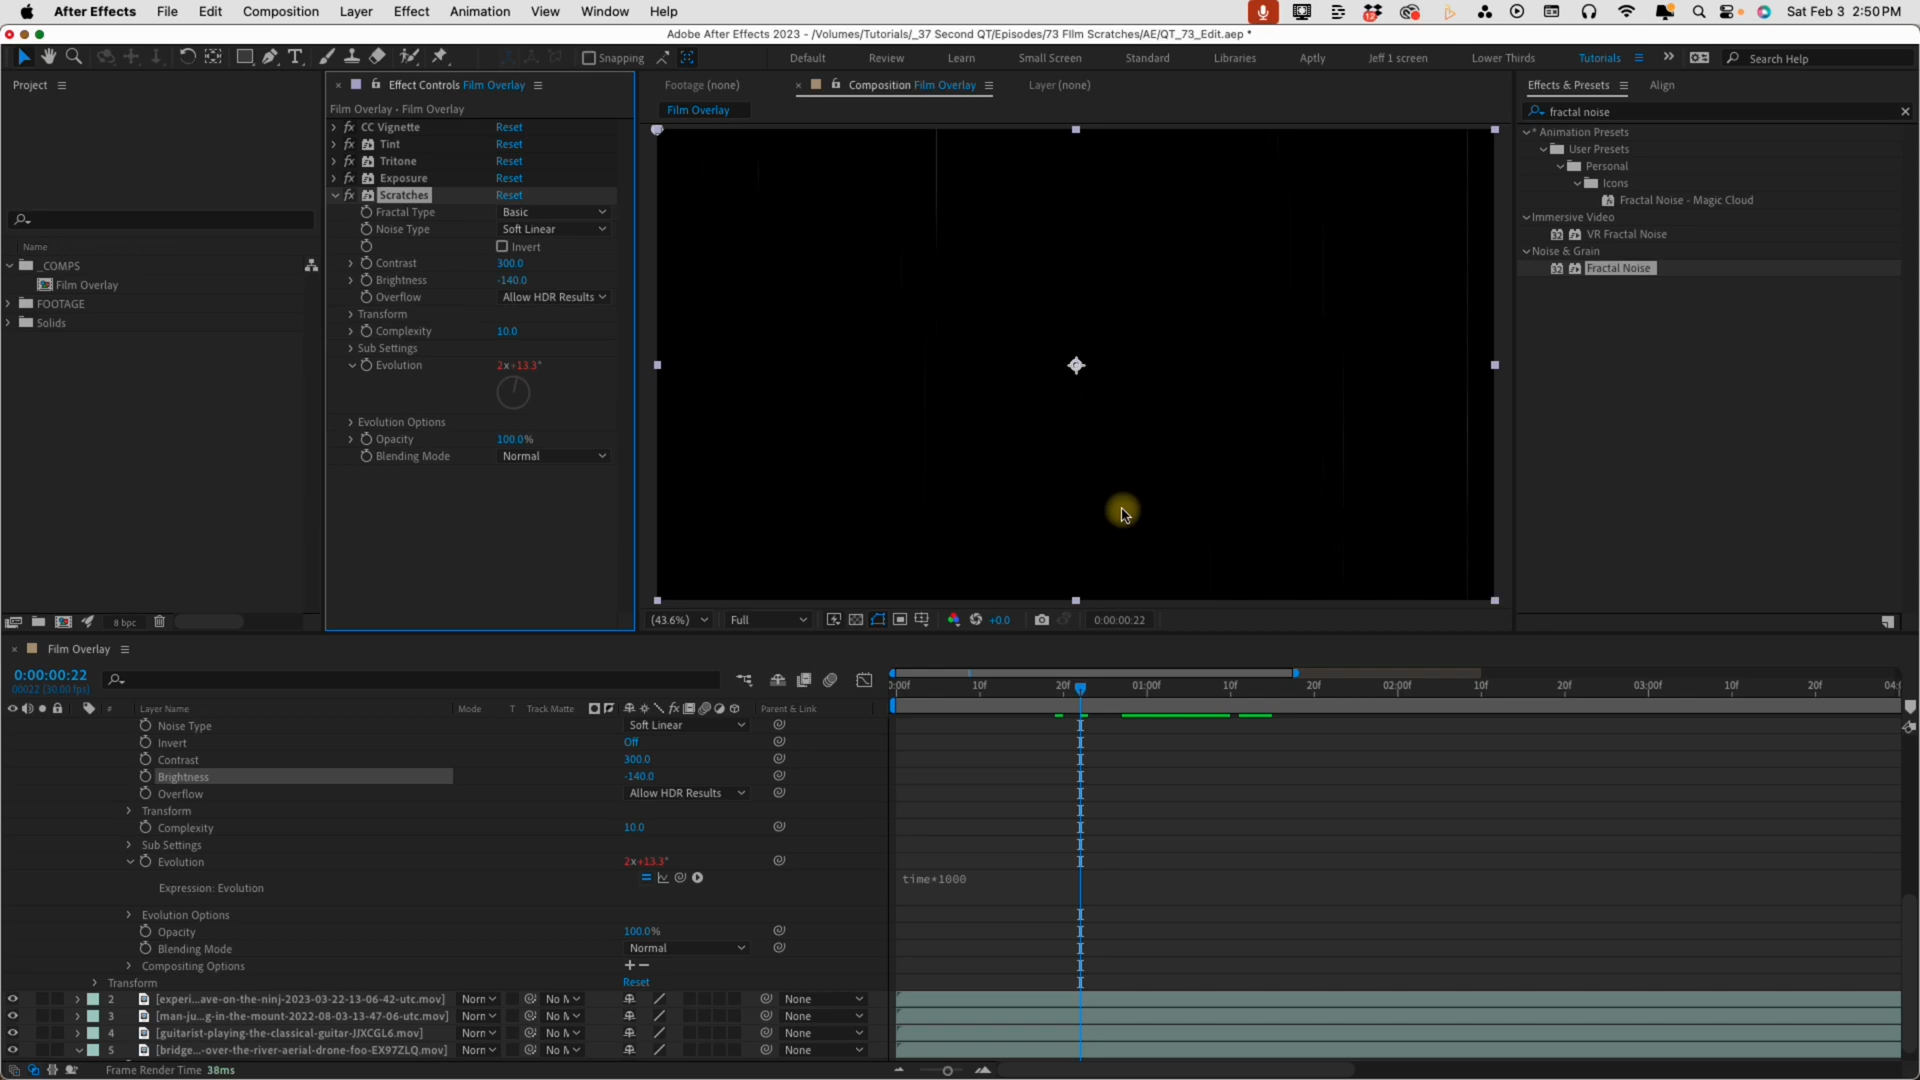 After Effects File Edit Composition Layer Effect Animation View Window Help Sat Feb 3 2:50 PM
Adobe After Effects 2023 - /Volumes/Tutorials/_37 Second QT/Episodes/73 FIlm Scratches/AE/QT_73_Edit.aep *
Snapping Default Review Learn Small Screen Standard Libraries Aptly Jeff 1 screen Lower Thirds Tutorials Search Help
Project Effect Controls Film Overlay Footage (none) Composition Film Overlay Layer (none) Effects & Presets Align
Film Overlay • Film Overlay Film Overlay fractal noise
CC Vignette Reset
Tint Reset
Tritone Reset
Exposure Reset
Scratches Reset
Fractal Type Basic
Noise Type Soft Linear
Invert
Contrast 300.0
Brightness -140.0
Overflow Allow HDR Results
Transform
Complexity 10.0
Sub Settings
Evolution 2x+13.3°
Evolution Options
Opacity 100.0%
Blending Mode Normal
* Animation Presets
User Presets
Personal
Icons
Fractal Noise - Magic Cloud
Immersive Video
VR Fractal Noise
Noise & Grain
Fractal Noise
Name
_COMPS
Film Overlay
FOOTAGE
Solids
8 bpc
(43.6%) Full +0.0 0:00:00:22
Film Overlay
0:00:00:22
00022 (30.00 fps)
0:00f 10f 20f 01:00f 10f 20f 02:00f 10f 20f 03:00f 10f 20f 04:
# Layer Name Mode T Track Matte Parent & Link
Noise Type Soft Linear
Invert Off
Contrast 300.0
Brightness -140.0
Overflow Allow HDR Results
Transform
Complexity 10.0
Sub Settings
Evolution 2x+13.3°
Expression: Evolution time*1000
Evolution Options
Opacity 100.0%
Blending Mode Normal
Compositing Options +−
Transform Reset
2 [experi...ave-on-the-ninj-2023-03-22-13-06-42-utc.mov] Norn No M None
3 [man-ju...g-in-the-mount-2022-08-03-13-47-06-utc.mov] Norn No M None
4 [guitarist-playing-the-classical-guitar-JJXCGL6.mov] Norn No M None
5 [bridge...-over-the-river-aerial-drone-foo-EX97ZLQ.mov] Norn No M None
Frame Render Time 38ms